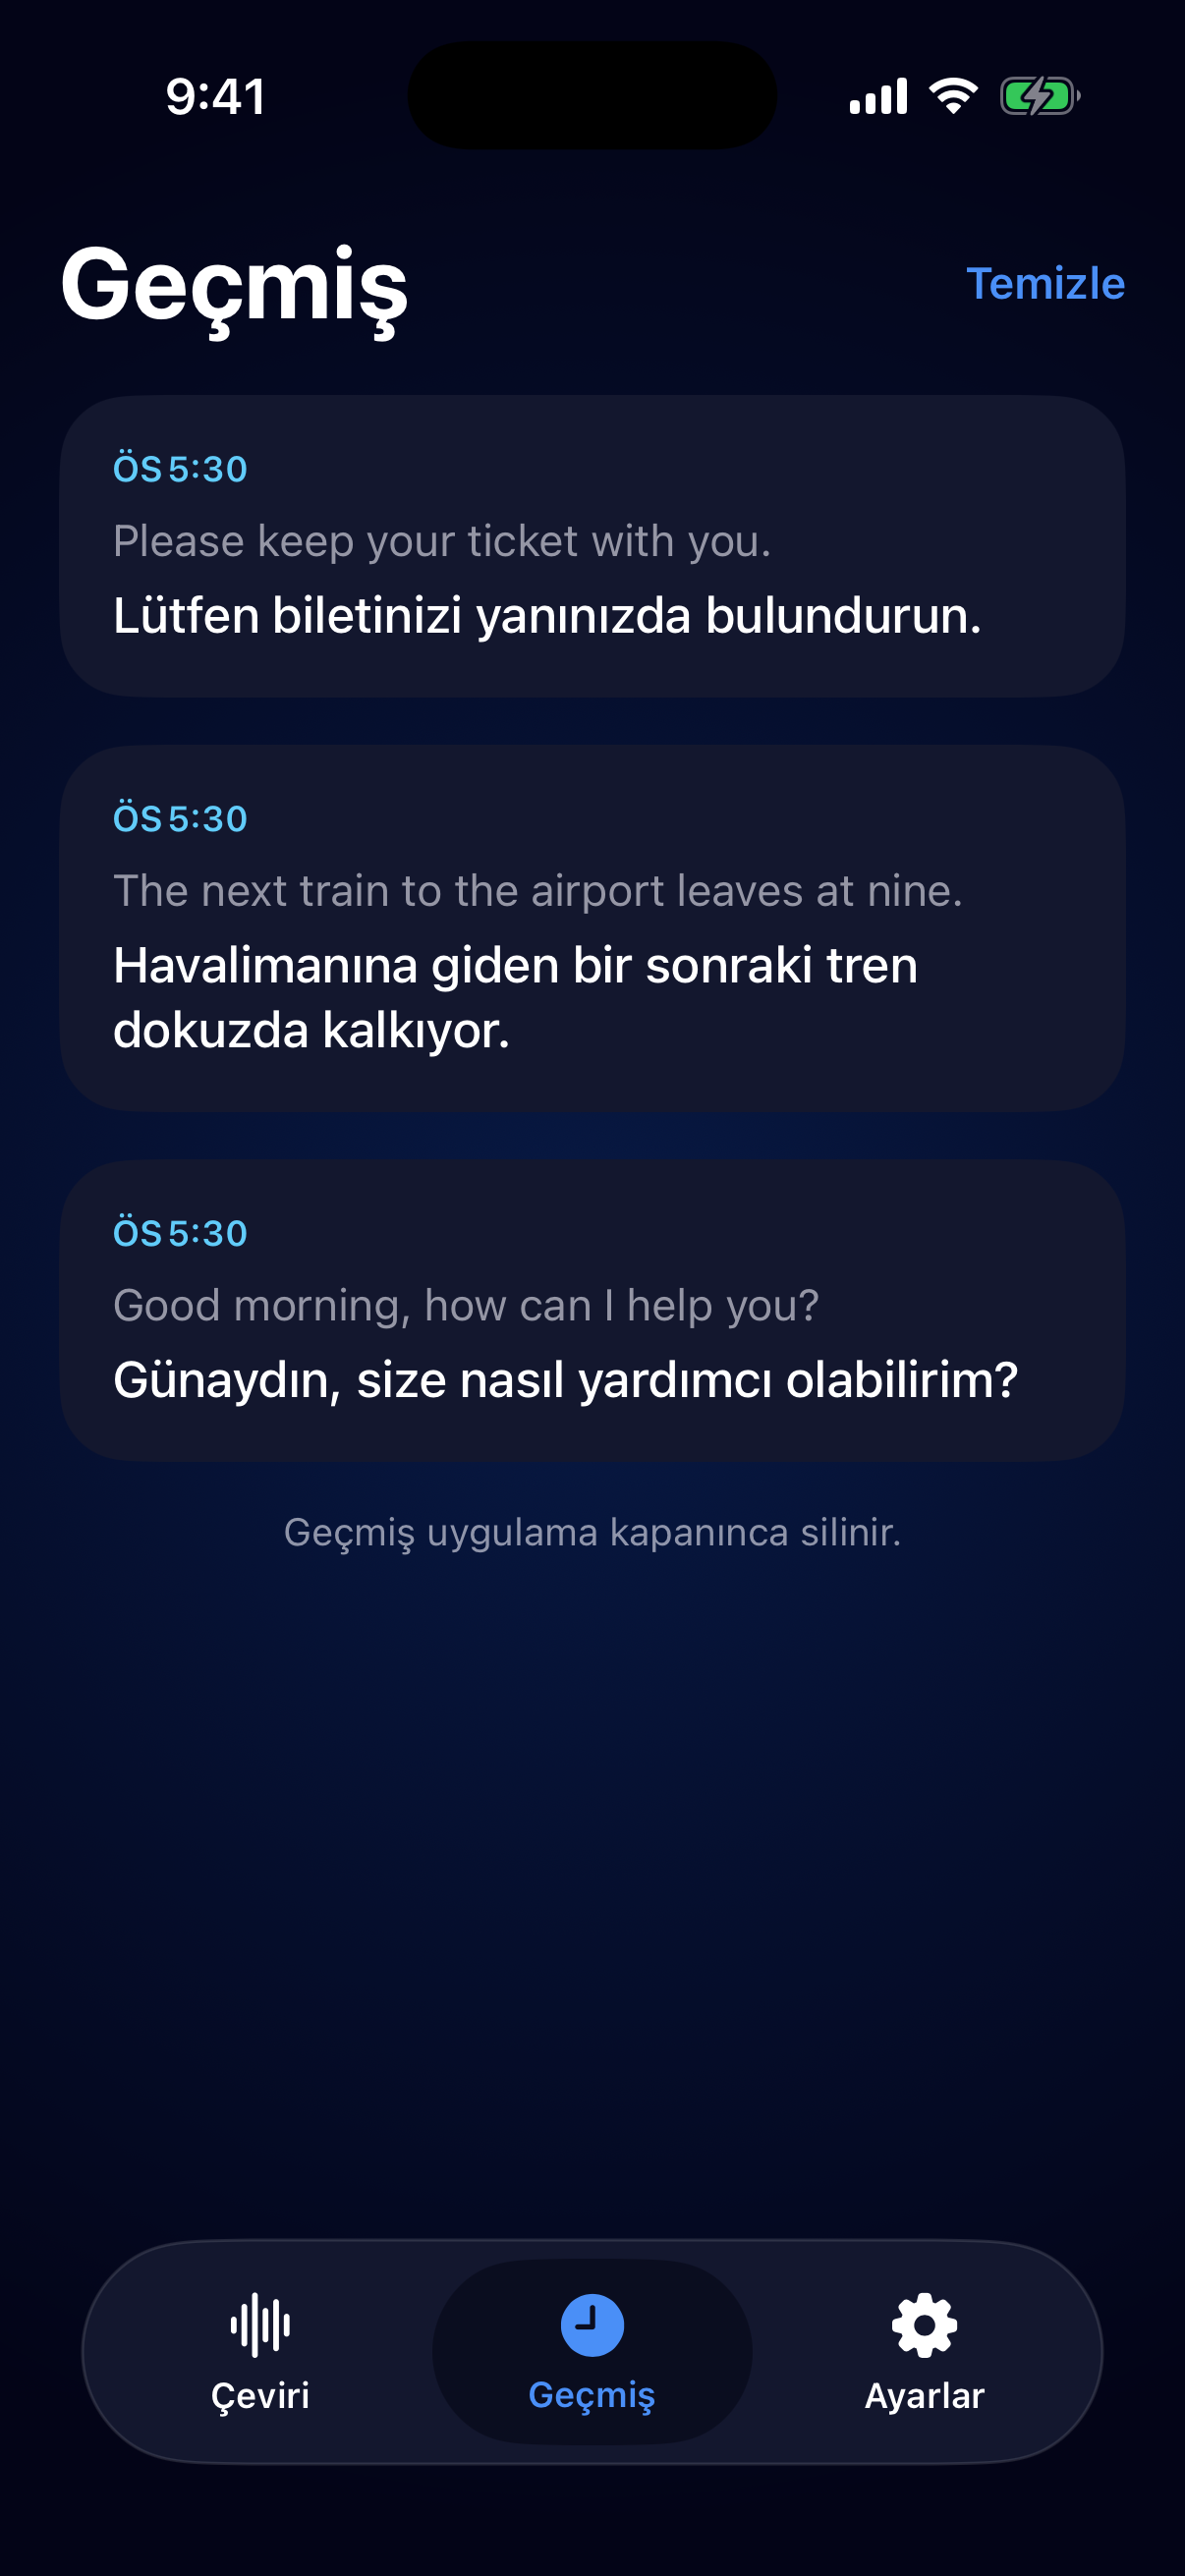 9:41
Geçmiş
Temizle
ÖS 5:30
Please keep your ticket with you.
Lütfen biletinizi yanınızda bulundurun.
ÖS 5:30
The next train to the airport leaves at nine.
Havalimanına giden bir sonraki tren
dokuzda kalkıyor.
ÖS 5:30
Good morning, how can I help you?
Günaydın, size nasıl yardımcı olabilirim?
Geçmiş uygulama kapanınca silinir.
Çeviri
Geçmiş
Ayarlar